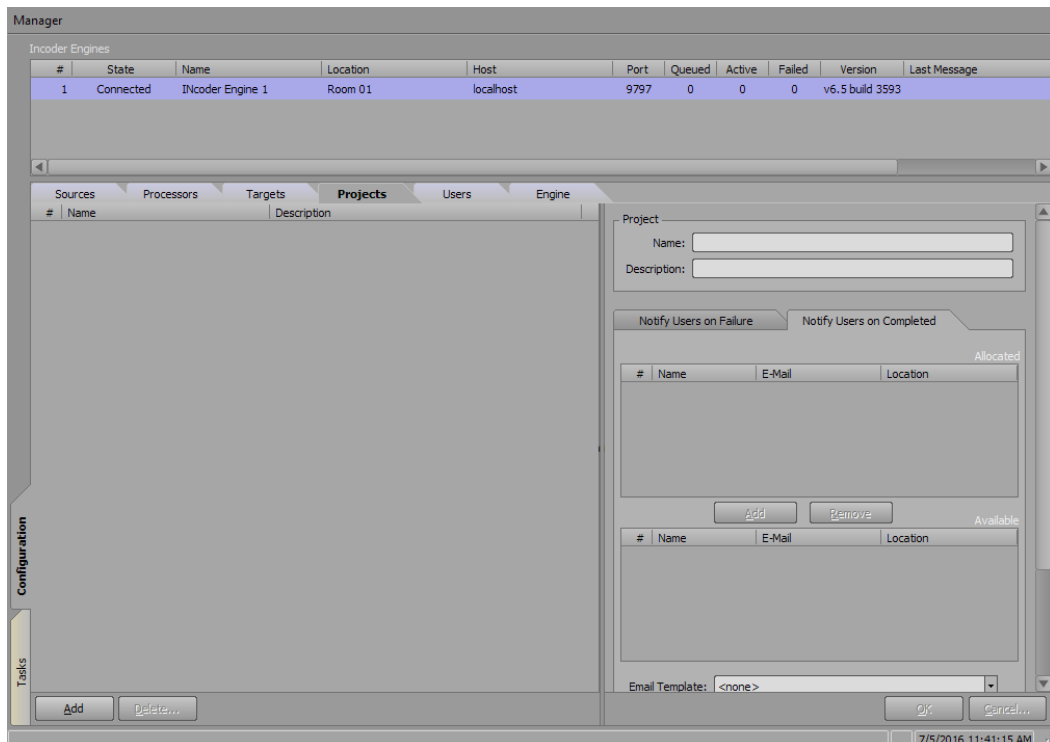 Manager
Incoder Engines
# State Name Location Host Port Queued Active Failed Version Last Message
1 Connected INcoder Engine 1 Room 01 localhost 9797 0 0 0 v6.5 build 3593
Sources Processors Targets Projects Users Engine
# Name Description
Project
Name:
Description:
Notify Users on Failure Notify Users on Completed
Allocated
# Name E-Mail Location
Add Remove
Available
# Name E-Mail Location
Configuration
Tasks
Email Template: <none>
Add Delete... OK Cancel...
7/5/2016 11:41:15 AM